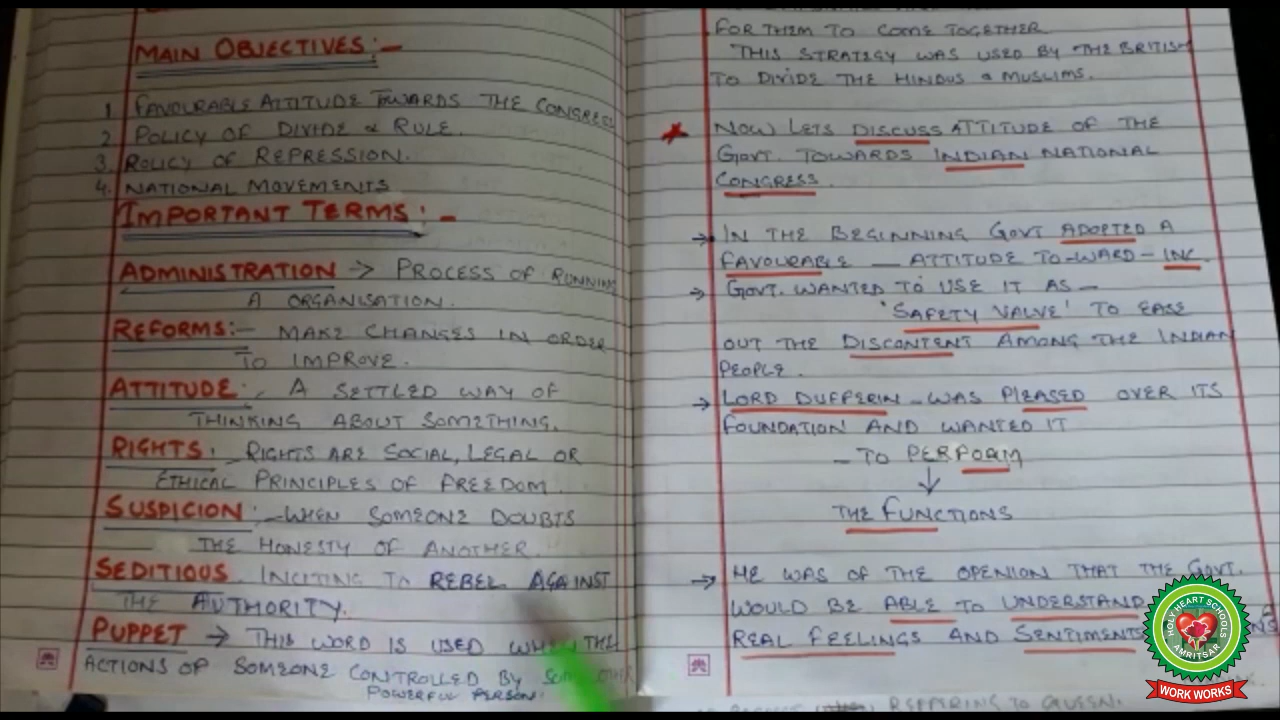 MAIN OBJECTIVES:-
1. FAVOURABLE ATTITUDE TOWARDS THE CONGRESS
2. POLICY OF DIVIDE & RULE.
3. POLICY OF REPRESSION.
4. NATIONAL MOVEMENTS
IMPORTANT TERMS:-
ADMINISTRATION -> PROCESS OF RUNNING
A ORGANISATION.
REFORMS:- MAKE CHANGES IN ORDER
TO IMPROVE.
ATTITUDE:- A SETTLED WAY OF
THINKING ABOUT SOMETHING.
RIGHTS:- RIGHTS ARE SOCIAL, LEGAL OR
ETHICAL PRINCIPLES OF FREEDOM.
SUSPICION:- WHEN SOMEONE DOUBTS
THE HONESTY OF ANOTHER.
SEDITIOUS. INCITING TO REBEL AGAINST
THE AUTHORITY.
PUPPET -> THIS WORD IS USED WHEN THE
ACTIONS OF SOMEONE CONTROLLED BY SOME OTHER
POWERFUL PERSON.
FOR THEM TO COME TOGETHER
THIS STRATEGY WAS USED BY THE BRITISH
TO DIVIDE THE HINDUS & MUSLIMS.
★ NOW LETS DISCUSS ATTITUDE OF THE
GOVT. TOWARDS INDIAN NATIONAL
CONGRESS.
-> IN THE BEGINNING GOVT ADOPTED A
FAVOURABLE — ATTITUDE TO-WARD-INC.
-> GOVT. WANTED TO USE IT AS -
'SAFETY VALVE' TO EASE
OUT THE DISCONTENT AMONG THE INDIAN
PEOPLE.
-> LORD DUFFERIN - WAS PLEASED OVER ITS
FOUNDATION AND WANTED IT
- TO PERFORM
↓
THE FUNCTIONS
-> HE WAS OF THE OPENION THAT THE GOVT.
WOULD BE ABLE TO UNDERSTAND
REAL FEELINGS AND SENTIMENTS
REFERRING TO QUEEN.
HOLY HEART SCHOOLS
AMRITSAR
WORK WORKS